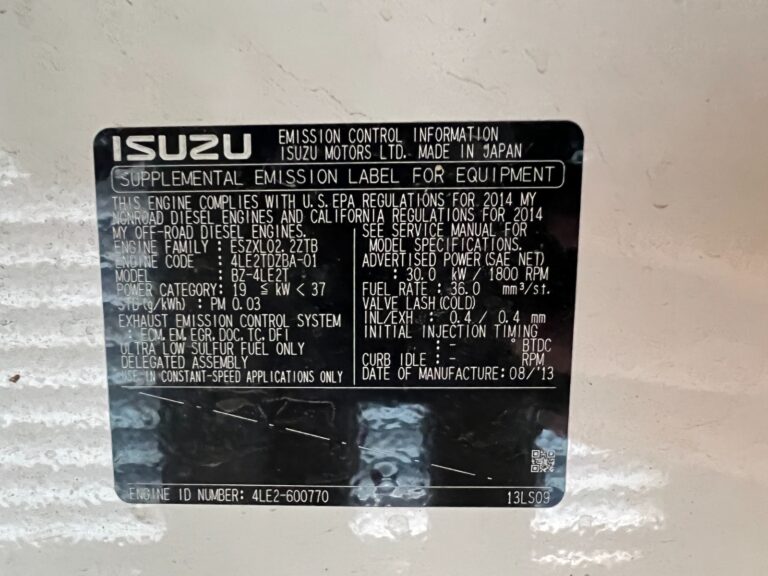 ISUZU
EMISSION CONTROL INFORMATION
ISUZU MOTORS LTD. MADE IN JAPAN
SUPPLEMENTAL EMISSION LABEL FOR EQUIPMENT
THIS ENGINE COMPLIES WITH U.S.EPA REGULATIONS FOR 2014 MY
NONROAD DIESEL ENGINES AND CALIFORNIA REGULATIONS FOR 2014
MY OFF-ROAD DIESEL ENGINES.
ENGINE FAMILY : ESZXL02.2ZTB
ENGINE CODE : 4LE2TDZBA-01
MODEL : BZ-4LE2T
POWER CATEGORY: 19 ≦ kW < 37
STD(g/kWh) : PM 0.03
EXHAUST EMISSION CONTROL SYSTEM
: ECM, EM, EGR, DOC, TC, DFI
ULTRA LOW SULFUR FUEL ONLY
DELEGATED ASSEMBLY
USE IN CONSTANT-SPEED APPLICATIONS ONLY
SEE SERVICE MANUAL FOR
MODEL SPECIFICATIONS.
ADVERTISED POWER(SAE NET)
: 30.0 kW / 1800 RPM
FUEL RATE : 36.0 mm³/st.
VALVE LASH(COLD)
INL/EXH : 0.4 / 0.4 mm
INITIAL INJECTION TIMING
: - ° BTDC
CURB IDLE : - RPM
DATE OF MANUFACTURE: 08/'13
ENGINE ID NUMBER: 4LE2-600770
13LS09